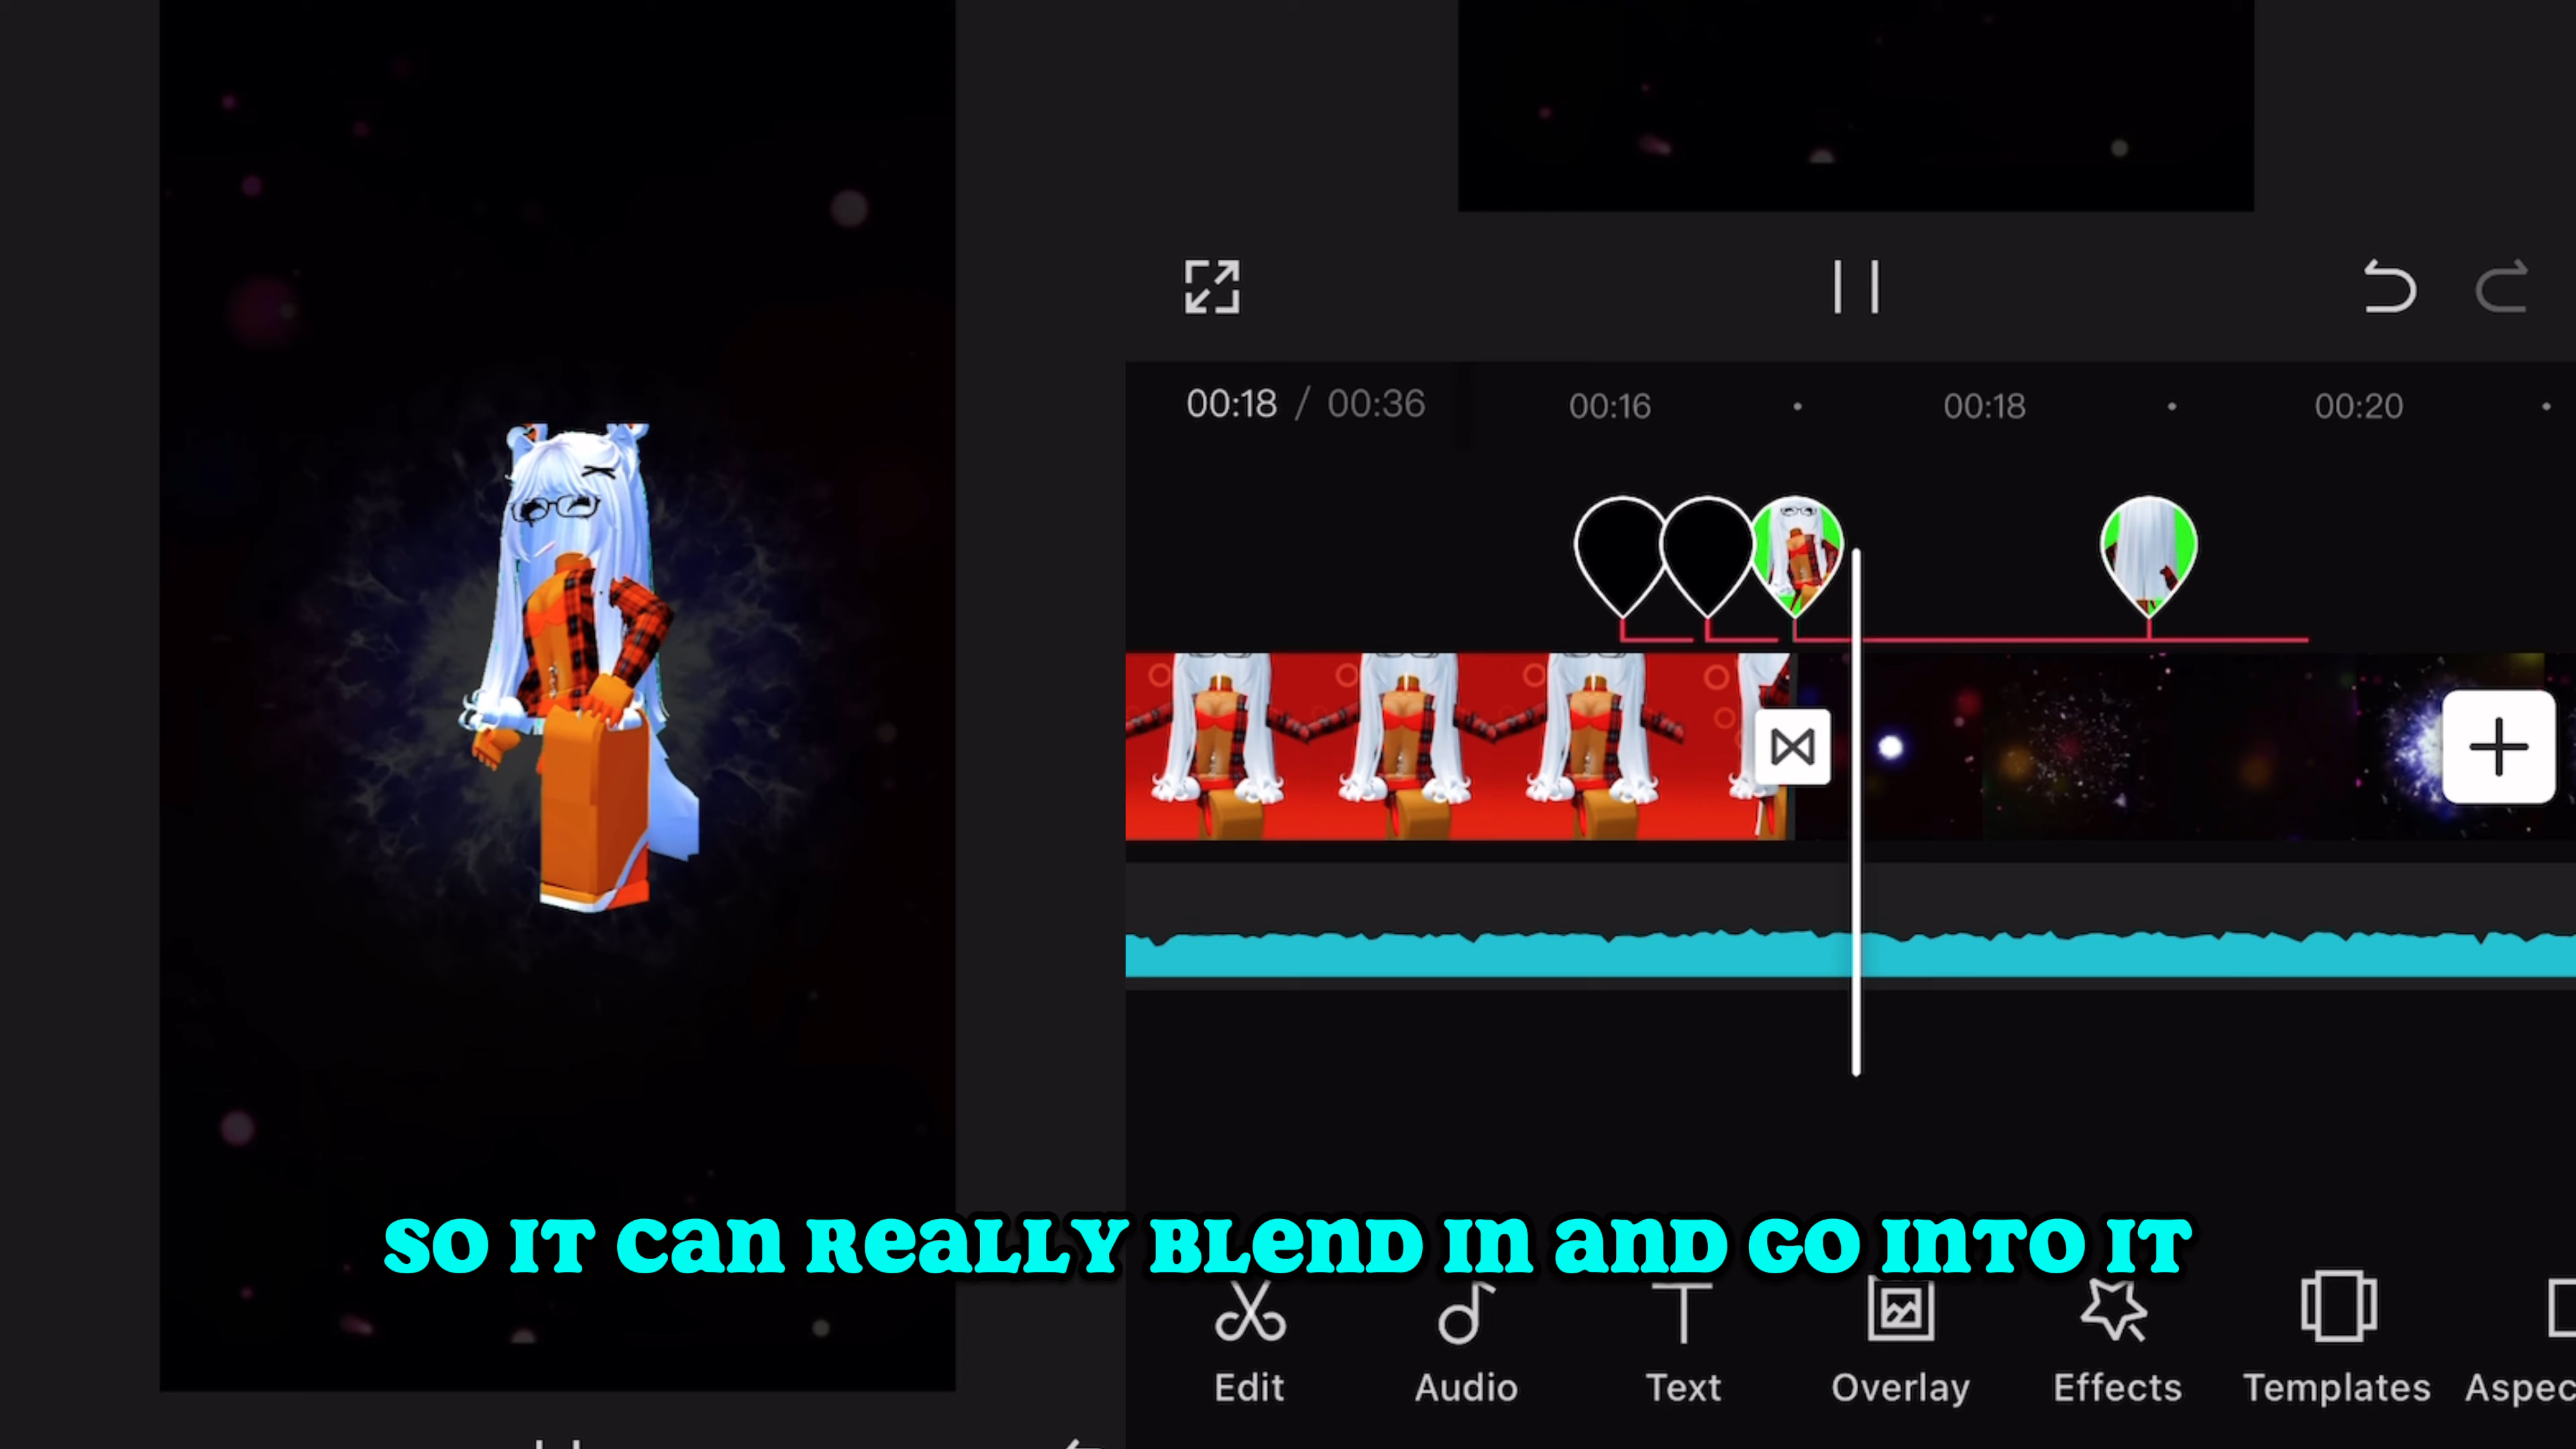 00:18 / 00:36 00:16 00:18 00:20
SO IT CAN REALLY BLEND IN AND GO INTO IT
Edit Audio Text Overlay Effects Templates Aspec